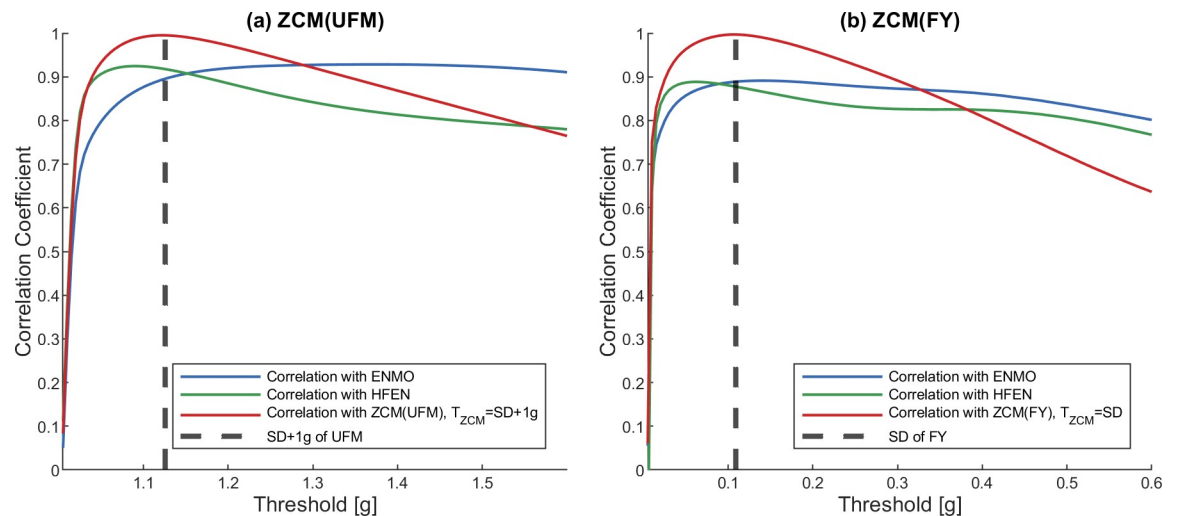 (a) ZCM(UFM)
Correlation Coefficient
1
0.9
0.8
0.7
0.6
0.5
0.4
0.3
0.2
0.1
0
1.1 1.2 1.3 1.4 1.5
Threshold [g]
Correlation with ENMO
Correlation with HFEN
Correlation with ZCM(UFM), T_ZCM=SD+1g
SD+1g of UFM
(b) ZCM(FY)
Correlation Coefficient
1
0.9
0.8
0.7
0.6
0.5
0.4
0.3
0.2
0.1
0
0.1 0.2 0.3 0.4 0.5 0.6
Threshold [g]
Correlation with ENMO
Correlation with HFEN
Correlation with ZCM(FY), T_ZCM=SD
SD of FY